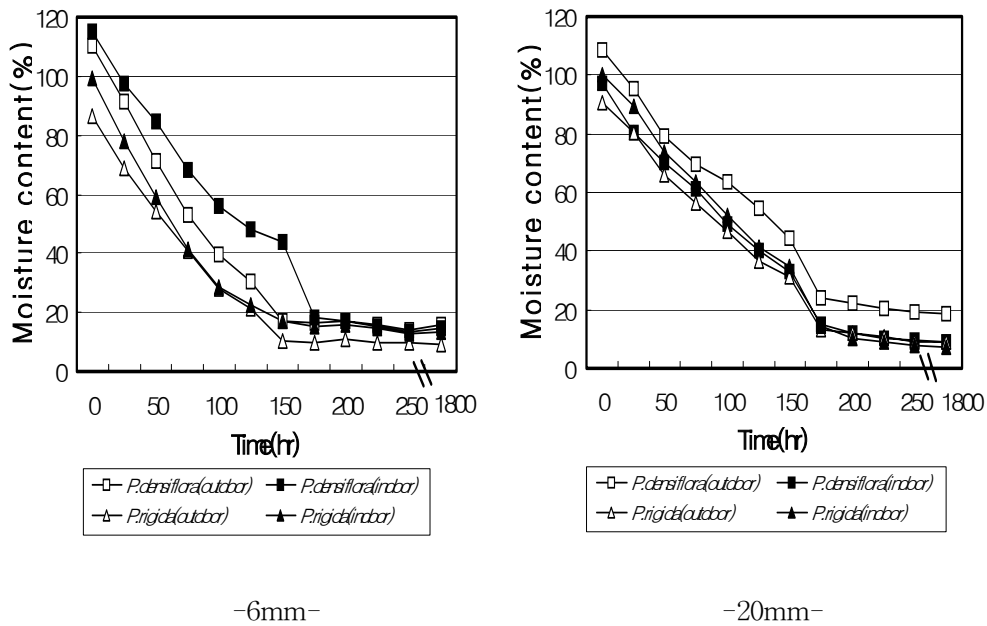 120
100
80
60
40
20
0
Moisture content(%)
0 50 100 150 200 250 1800
Time(hr)
P.densiflora(outdoor) P.densiflora(indoor)
P.rigida(outdoor) P.rigida(indoor)
-6mm-
120
100
80
60
40
20
0
Moisture content(%)
0 50 100 150 200 250 1800
Time(hr)
P.densiflora(outdoor) P.densiflora(indoor)
P.rigida(outdoor) P.rigida(indoor)
-20mm-